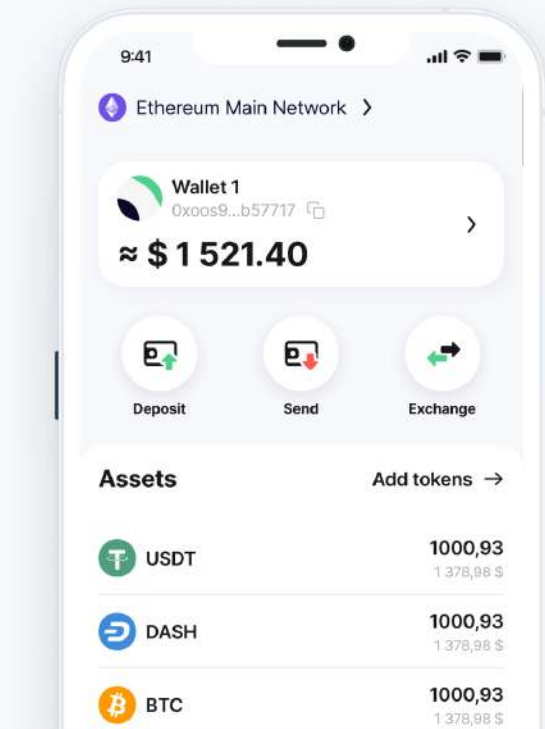 9:41
Ethereum Main Network
Wallet 1
0xoos9...b57717
≈ $ 1 521.40
Deposit Send Exchange
Assets Add tokens →
USDT 1000,93
1 378,98 $
DASH 1000,93
1 378,98 $
BTC 1000,93
1 378,98 $